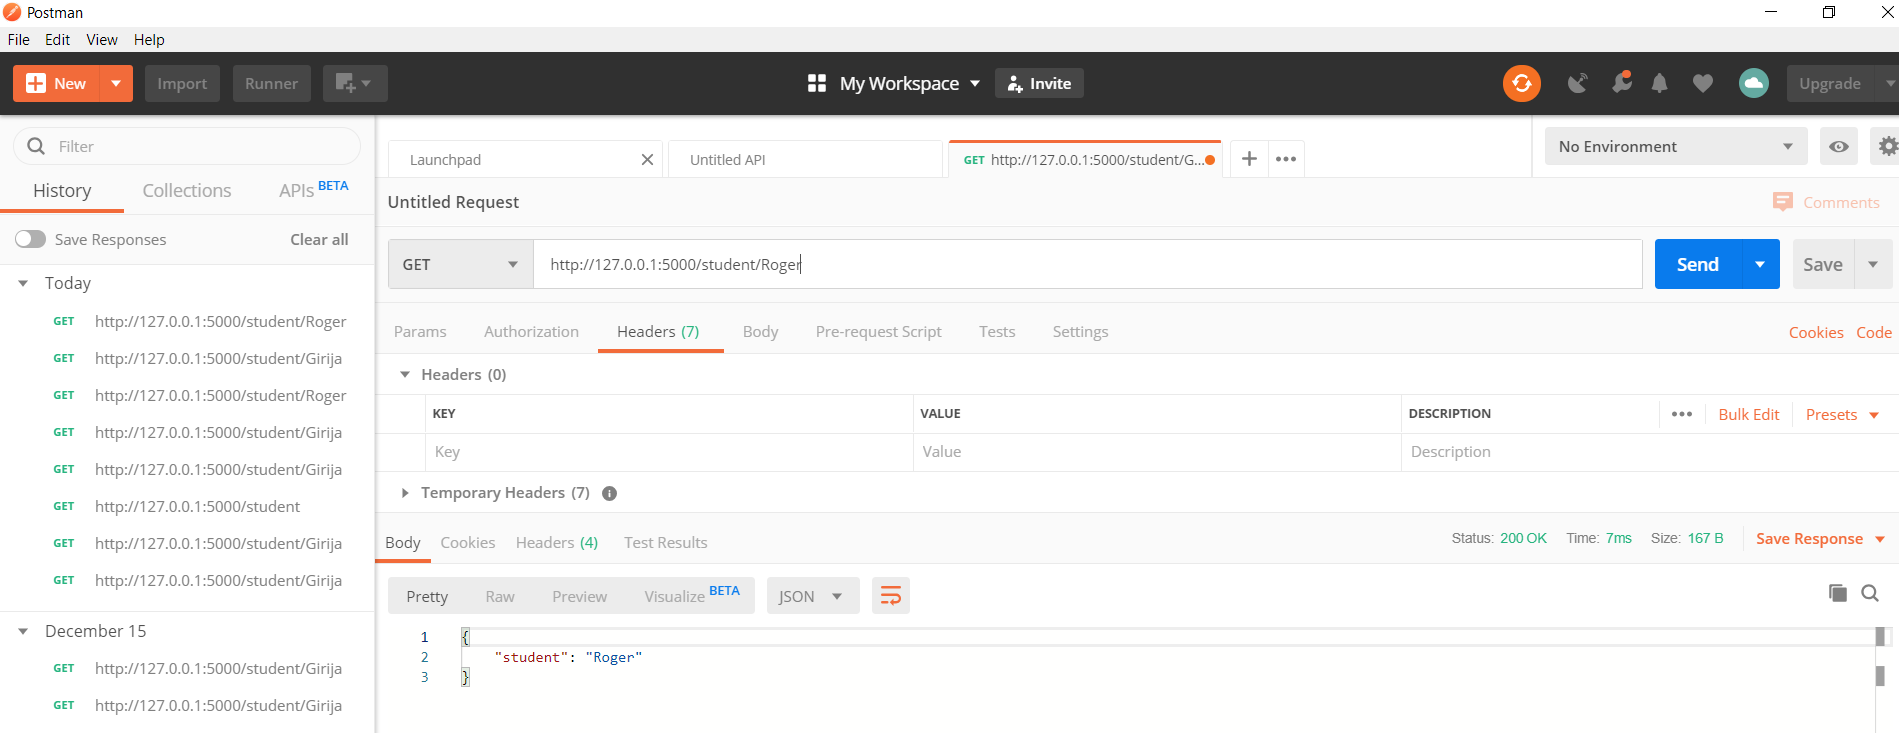 Postman
File Edit View Help
New Import Runner My Workspace Invite Upgrade
Filter
History Collections APIs BETA
Save Responses Clear all
Today
GET http://127.0.0.1:5000/student/Roger
GET http://127.0.0.1:5000/student/Girija
GET http://127.0.0.1:5000/student/Roger
GET http://127.0.0.1:5000/student/Girija
GET http://127.0.0.1:5000/student/Girija
GET http://127.0.0.1:5000/student
GET http://127.0.0.1:5000/student/Girija
GET http://127.0.0.1:5000/student/Girija
December 15
GET http://127.0.0.1:5000/student/Girija
GET http://127.0.0.1:5000/student/Girija
Launchpad Untitled API GET http://127.0.0.1:5000/student/G... No Environment
Untitled Request Comments
GET http://127.0.0.1:5000/student/Roger Send Save
Params Authorization Headers (7) Body Pre-request Script Tests Settings Cookies Code
Headers (0)
KEY VALUE DESCRIPTION Bulk Edit Presets
Key Value Description
Temporary Headers (7)
Body Cookies Headers (4) Test Results Status: 200 OK Time: 7ms Size: 167 B Save Response
Pretty Raw Preview Visualize BETA JSON
1 {
2 "student": "Roger"
3 }